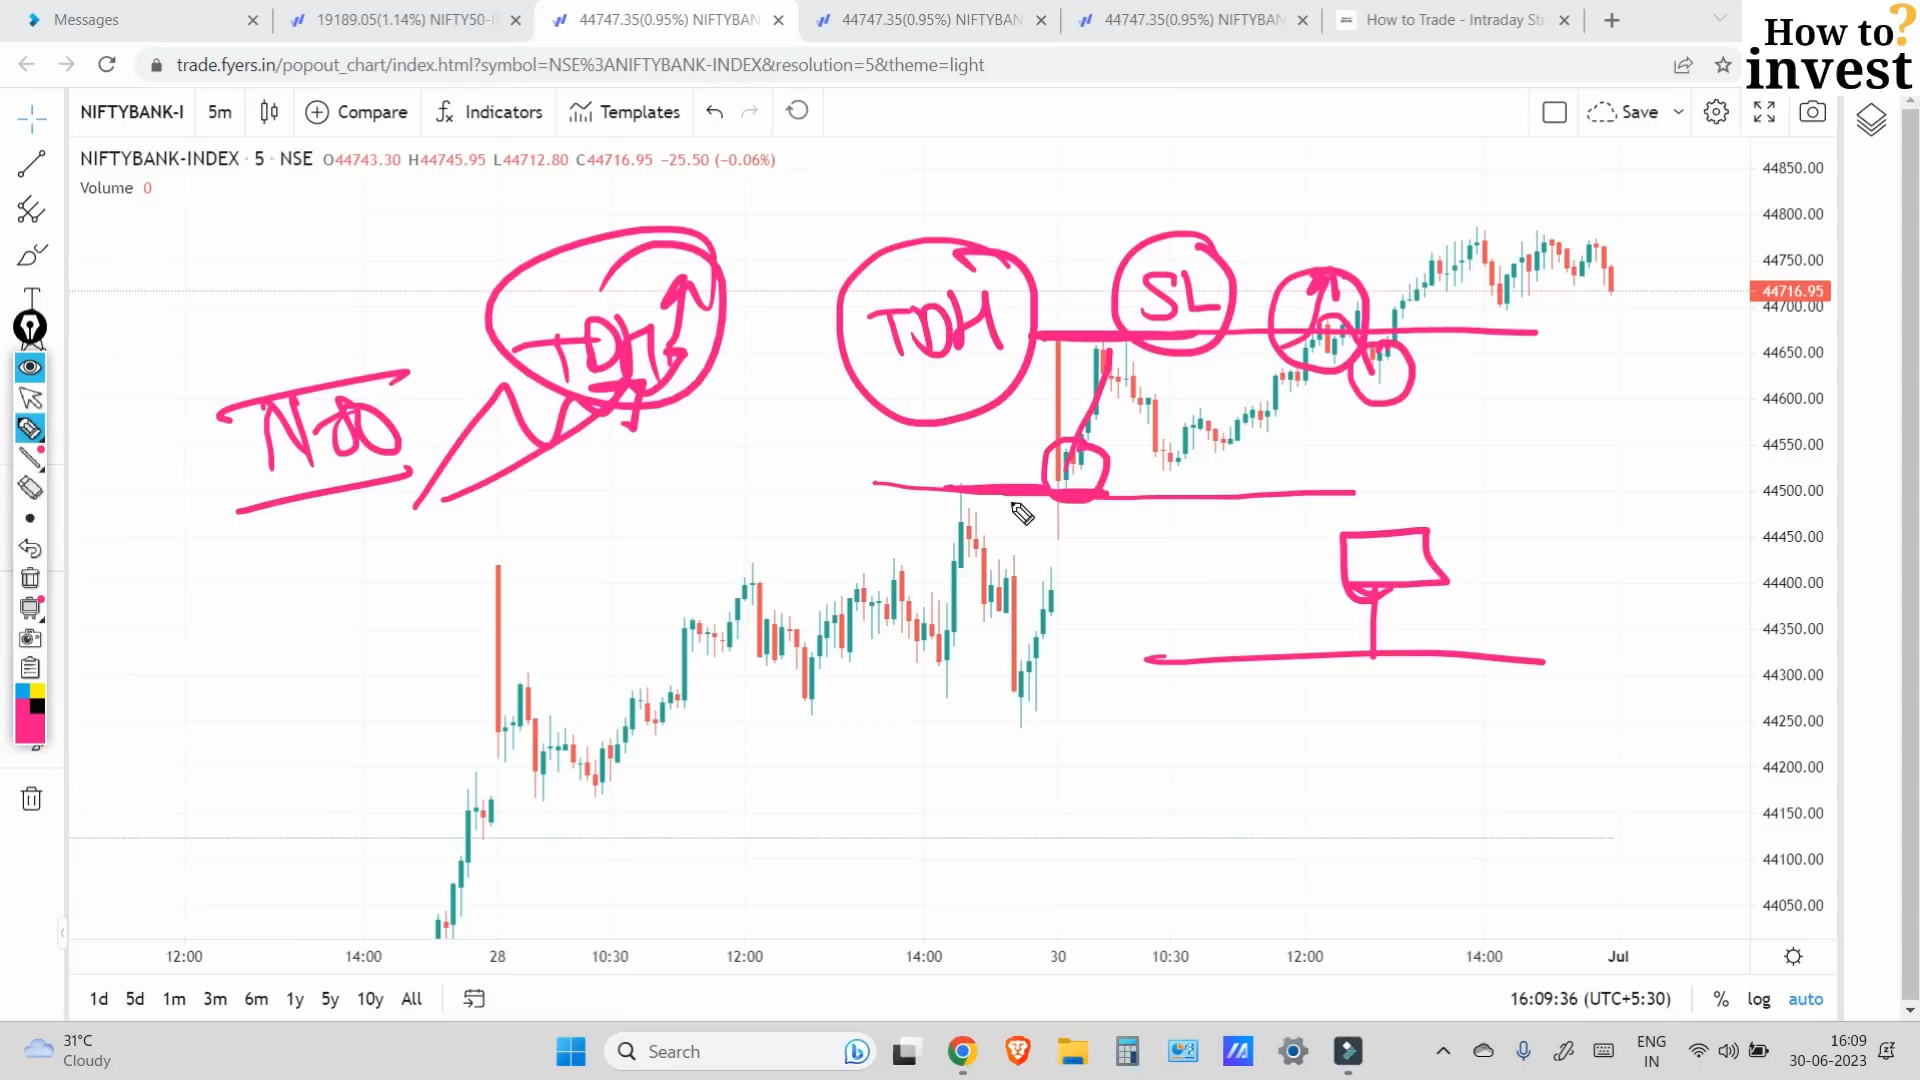 Messages
19189.05(1.14%) NIFTY50-I
44747.35(0.95%) NIFTYBAN
44747.35(0.95%) NIFTYBAN
44747.35(0.95%) NIFTYBAN
How to Trade - Intraday Str
How to?
invest
trade.fyers.in/popout_chart/index.html?symbol=NSE%3ANIFTYBANK-INDEX&resolution=5&theme=light
NIFTYBANK-I
5m
Compare
Indicators
Templates
Save
NIFTYBANK-INDEX · 5 · NSE O44743.30 H44745.95 L44712.80 C44716.95 −25.50 (−0.06%)
Volume 0
44850.00
44800.00
44750.00
44716.95
44700.00
44650.00
44600.00
44550.00
44500.00
44450.00
44400.00
44350.00
44300.00
44250.00
44200.00
44150.00
44100.00
44050.00
TDH
TDH
SL
12:00
14:00
28
10:30
12:00
14:00
30
10:30
12:00
14:00
Jul
1d
5d
1m
3m
6m
1y
5y
10y
All
16:09:36 (UTC+5:30)
%
log
auto
31°C
Cloudy
Search
ENG
IN
16:09
30-06-2023